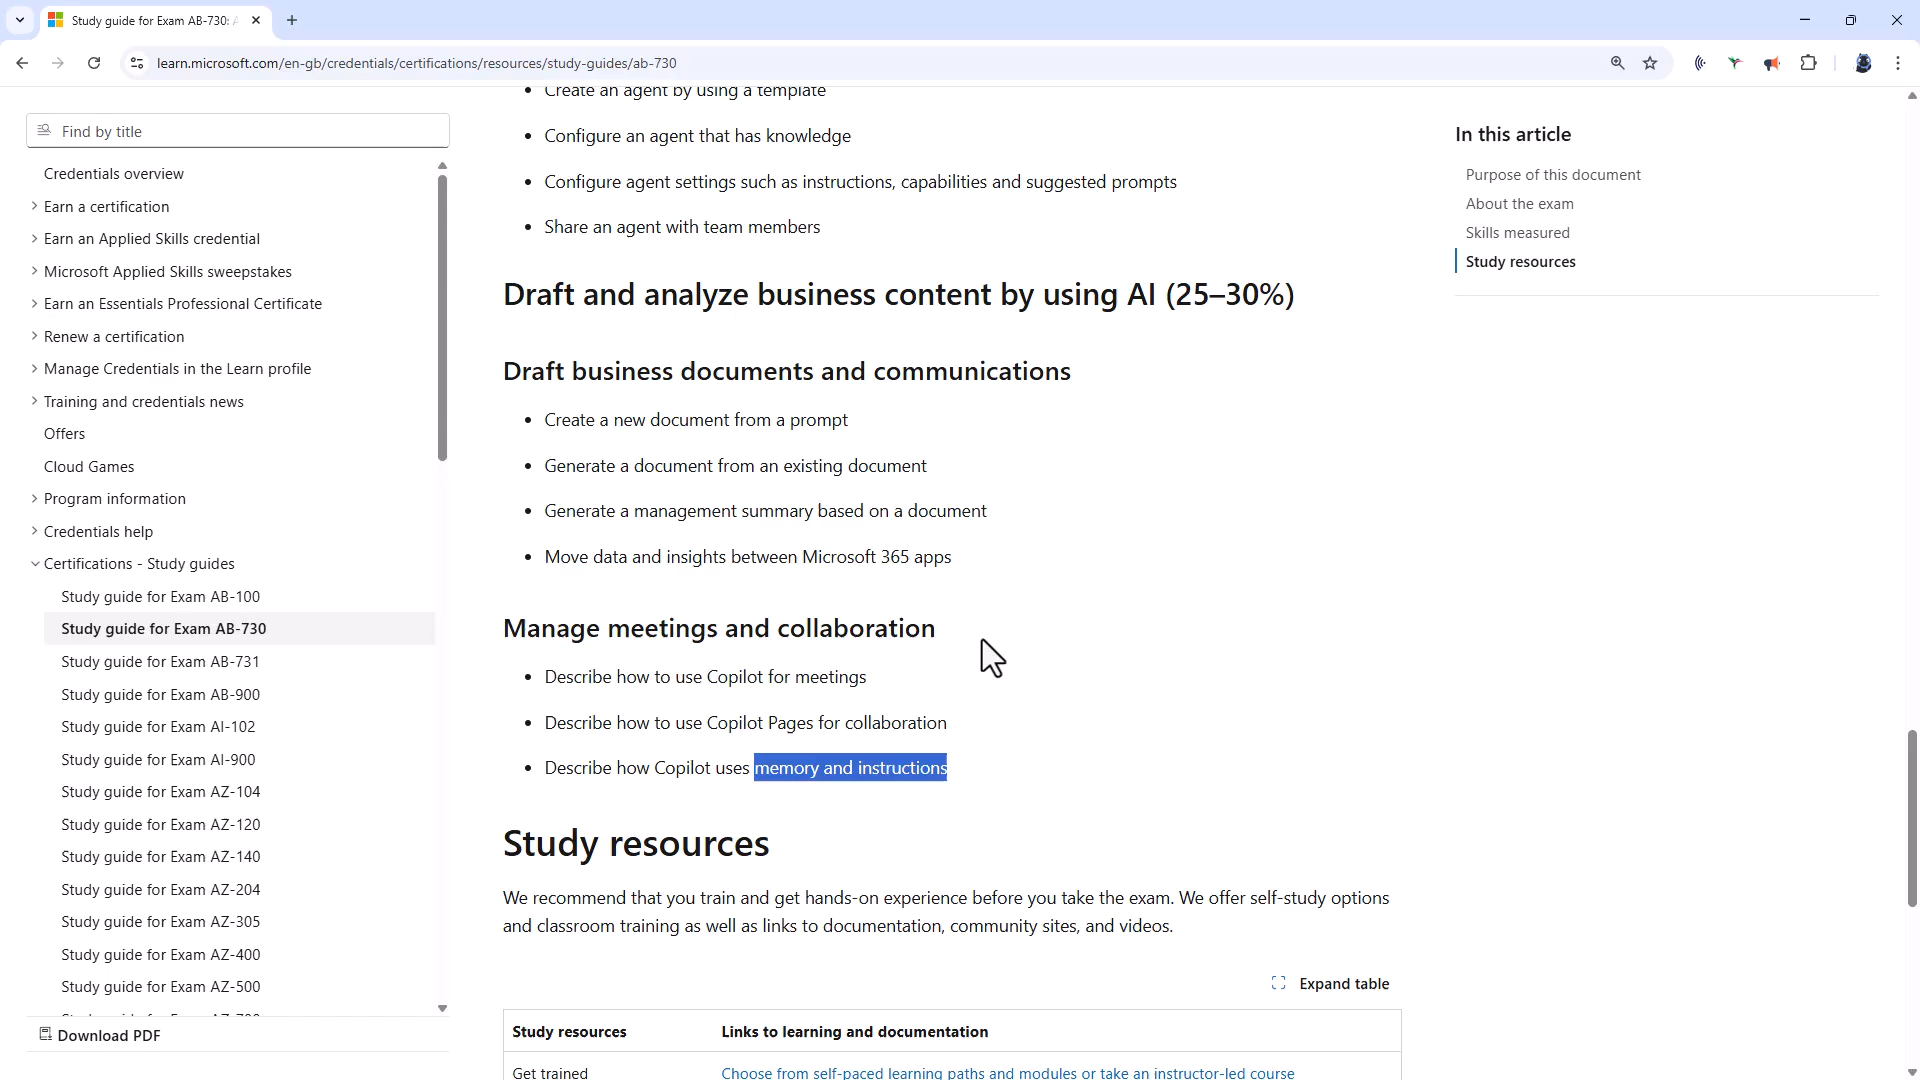 Study guide for Exam AB-730: A
learn.microsoft.com/en-gb/credentials/certifications/resources/study-guides/ab-730
Find by title
Credentials overview
Earn a certification
Earn an Applied Skills credential
Microsoft Applied Skills sweepstakes
Earn an Essentials Professional Certificate
Renew a certification
Manage Credentials in the Learn profile
Training and credentials news
Offers
Cloud Games
Program information
Credentials help
Certifications - Study guides
Study guide for Exam AB-100
Study guide for Exam AB-730
Study guide for Exam AB-731
Study guide for Exam AB-900
Study guide for Exam AI-102
Study guide for Exam AI-900
Study guide for Exam AZ-104
Study guide for Exam AZ-120
Study guide for Exam AZ-140
Study guide for Exam AZ-204
Study guide for Exam AZ-305
Study guide for Exam AZ-400
Study guide for Exam AZ-500
Download PDF
• Create an agent by using a template
• Configure an agent that has knowledge
• Configure agent settings such as instructions, capabilities and suggested prompts
• Share an agent with team members
Draft and analyze business content by using AI (25–30%)
Draft business documents and communications
• Create a new document from a prompt
• Generate a document from an existing document
• Generate a management summary based on a document
• Move data and insights between Microsoft 365 apps
Manage meetings and collaboration
• Describe how to use Copilot for meetings
• Describe how to use Copilot Pages for collaboration
• Describe how Copilot uses memory and instructions
Study resources
We recommend that you train and get hands-on experience before you take the exam. We offer self-study options
and classroom training as well as links to documentation, community sites, and videos.
Expand table
Study resources Links to learning and documentation
Get trained Choose from self-paced learning paths and modules or take an instructor-led course
In this article
Purpose of this document
About the exam
Skills measured
Study resources